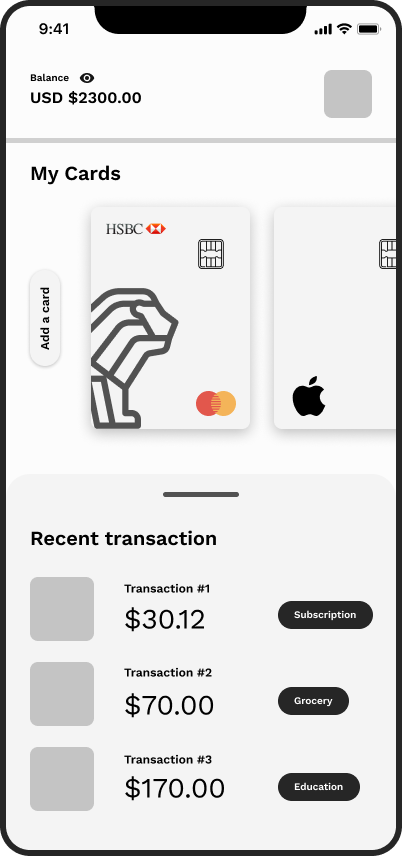 9:41
Balance
USD $2300.00
My Cards
Add a card
HSBC
Recent transaction
Transaction #1
$30.12
Subscription
Transaction #2
$70.00
Grocery
Transaction #3
$170.00
Education